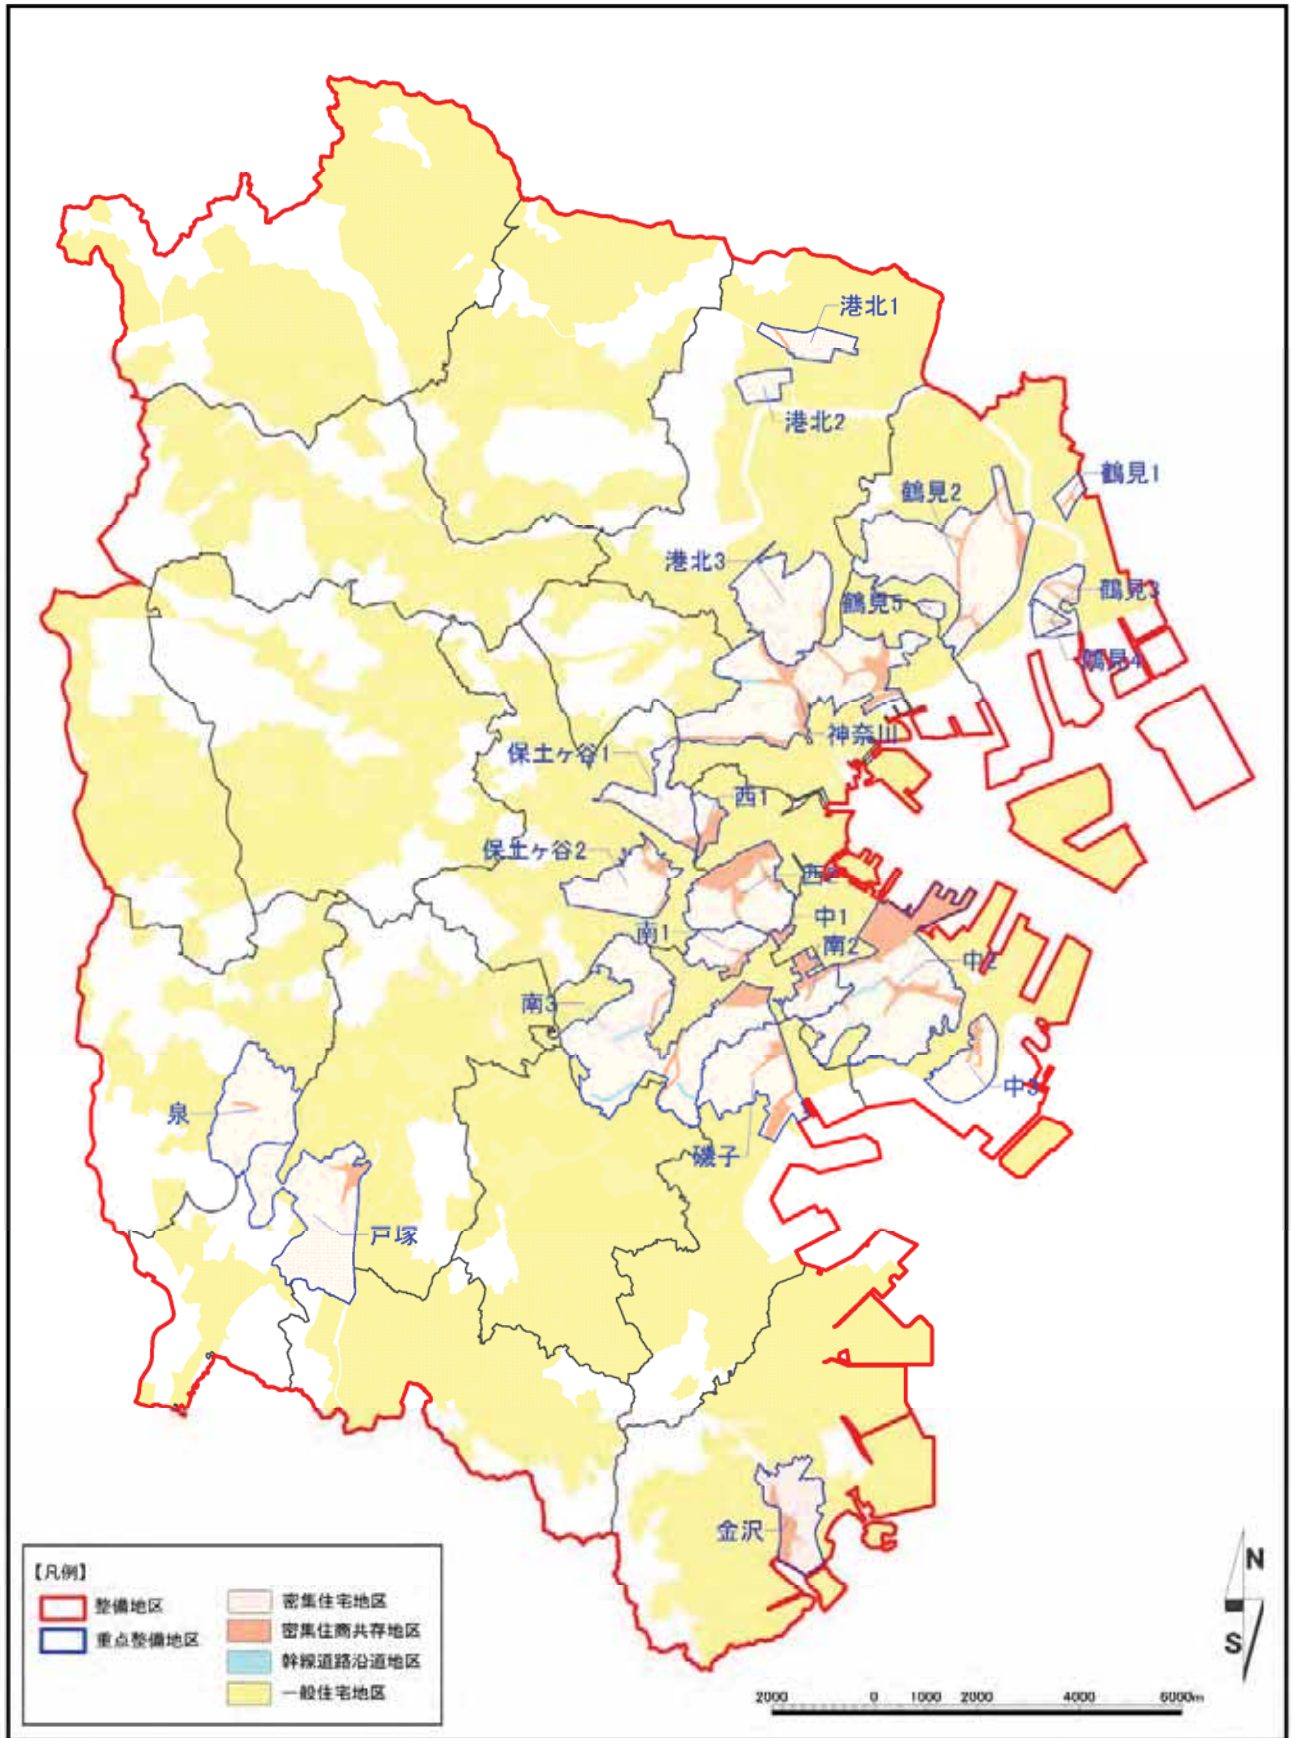 港北1
港北2
鶴見1
鶴見2
港北3
鶴見3
鶴見5
鶴見4
神奈川
保土ヶ谷1
西1
保土ヶ谷2
西2
中1
南1
南2
中2
南3
中3
泉
磯子
戸塚
金沢
【凡例】
整備地区
重点整備地区
密集住宅地区
密集住商共存地区
幹線道路沿道地区
一般住宅地区
N
S
2000 0 1000 2000 4000 6000m